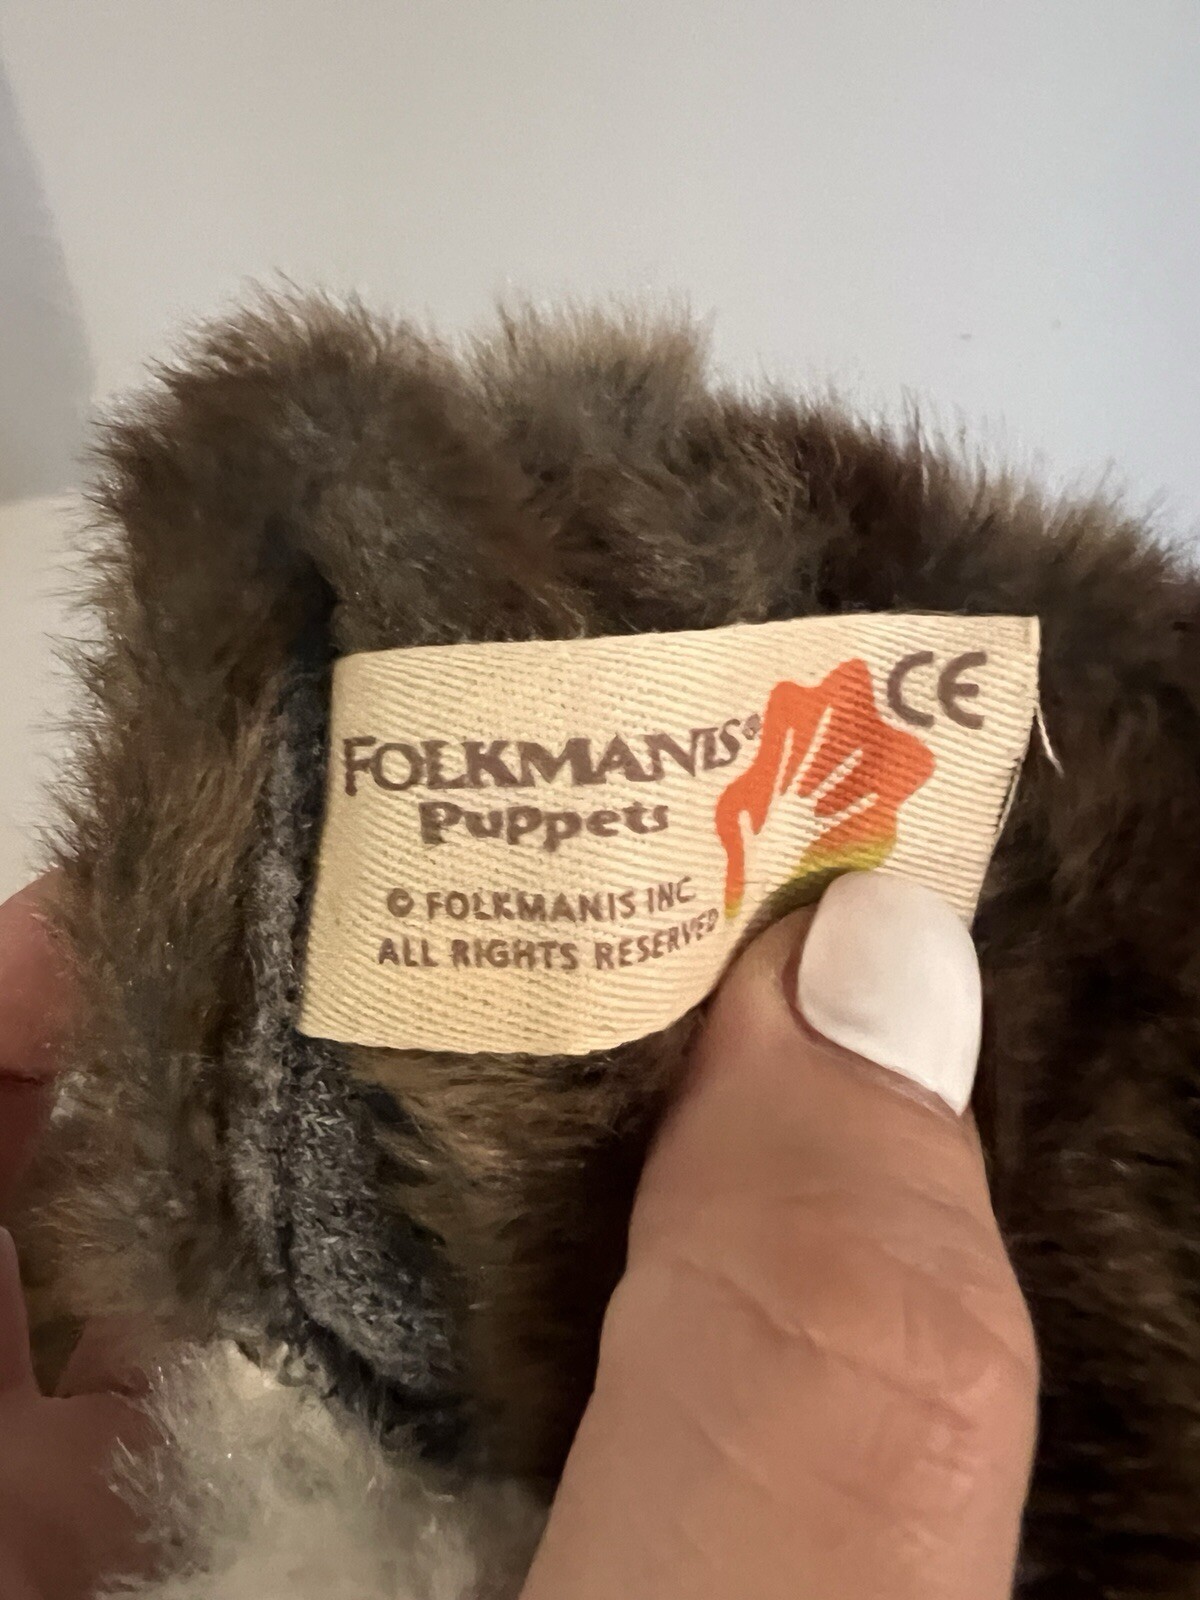 CE
FOLKMANIS®
Puppets
© FOLKMANIS INC
ALL RIGHTS RESERVED